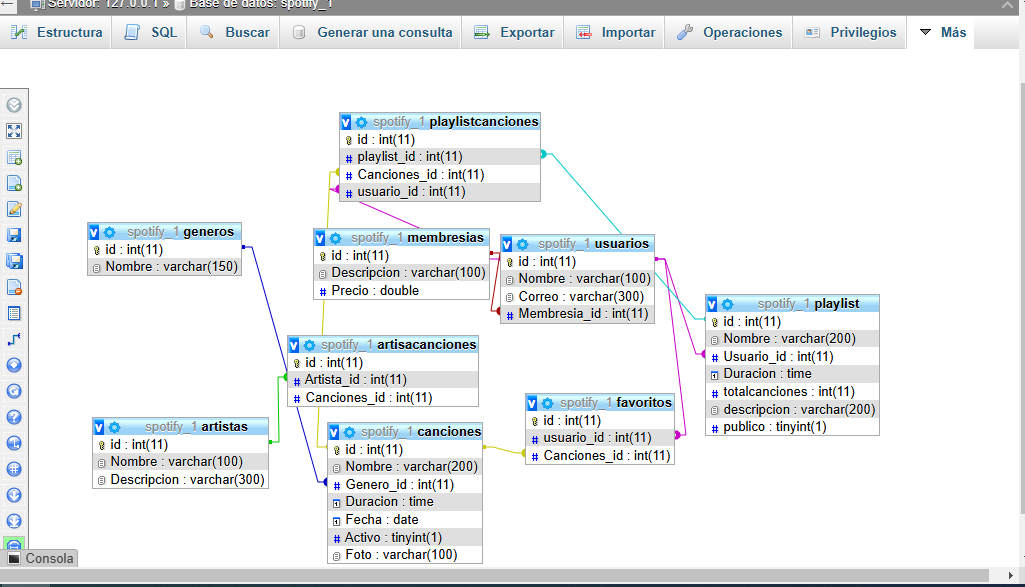 Servidor: 127.0.0.1 » Base de datos: spotify_1
Estructura SQL Buscar Generar una consulta Exportar Importar Operaciones Privilegios Más
spotify_1 playlistcanciones
id : int(11)
playlist_id : int(11)
Canciones_id : int(11)
usuario_id : int(11)
spotify_1 generos
id : int(11)
Nombre : varchar(150)
spotify_1 membresias
id : int(11)
Descripcion : varchar(100)
Precio : double
spotify_1 usuarios
id : int(11)
Nombre : varchar(100)
Correo : varchar(300)
Membresia_id : int(11)
spotify_1 playlist
id : int(11)
Nombre : varchar(200)
Usuario_id : int(11)
Duracion : time
totalcanciones : int(11)
descripcion : varchar(200)
publico : tinyint(1)
spotify_1 artisacanciones
id : int(11)
Artista_id : int(11)
Canciones_id : int(11)
spotify_1 favoritos
id : int(11)
usuario_id : int(11)
Canciones_id : int(11)
spotify_1 artistas
id : int(11)
Nombre : varchar(100)
Descripcion : varchar(300)
spotify_1 canciones
id : int(11)
Nombre : varchar(200)
Genero_id : int(11)
Duracion : time
Fecha : date
Activo : tinyint(1)
Foto : varchar(100)
Consola